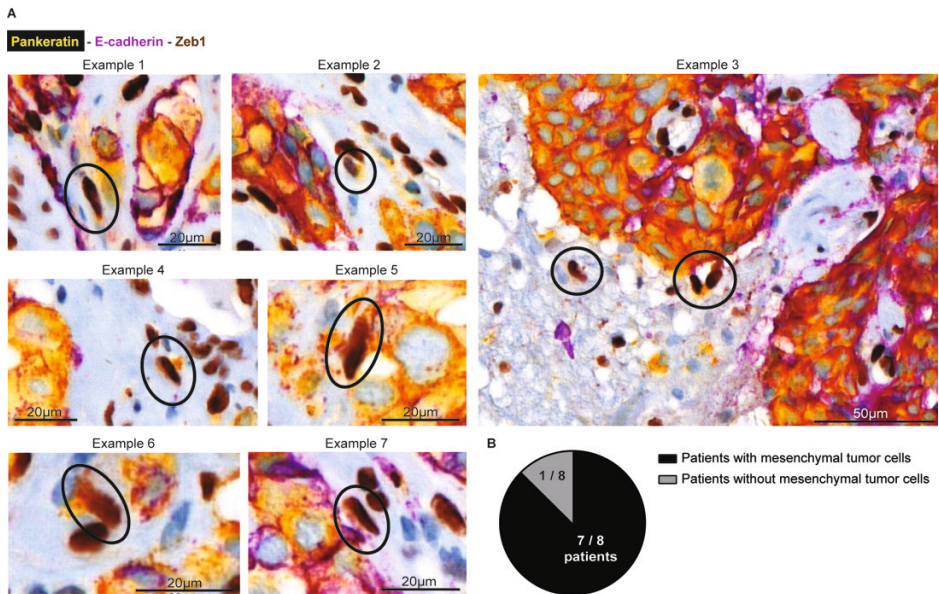 A
Pankeratin - E-cadherin - Zeb1
Example 1
Example 2
Example 3
20µm
20µm
Example 4
Example 5
20µm
20µm
50µm
Example 6
Example 7
20µm
20µm
B
1 / 8
7 / 8
patients
Patients with mesenchymal tumor cells
Patients without mesenchymal tumor cells